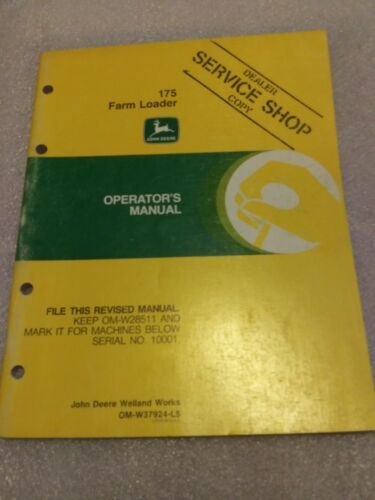 175
Farm Loader
DEALER
SERVICE SHOP
COPY
JOHN DEERE
OPERATOR'S
MANUAL
FILE THIS REVISED MANUAL.
KEEP OM-W28511 AND
MARK IT FOR MACHINES BELOW
SERIAL NO. 10001.
John Deere Welland Works
OM-W37924-L5